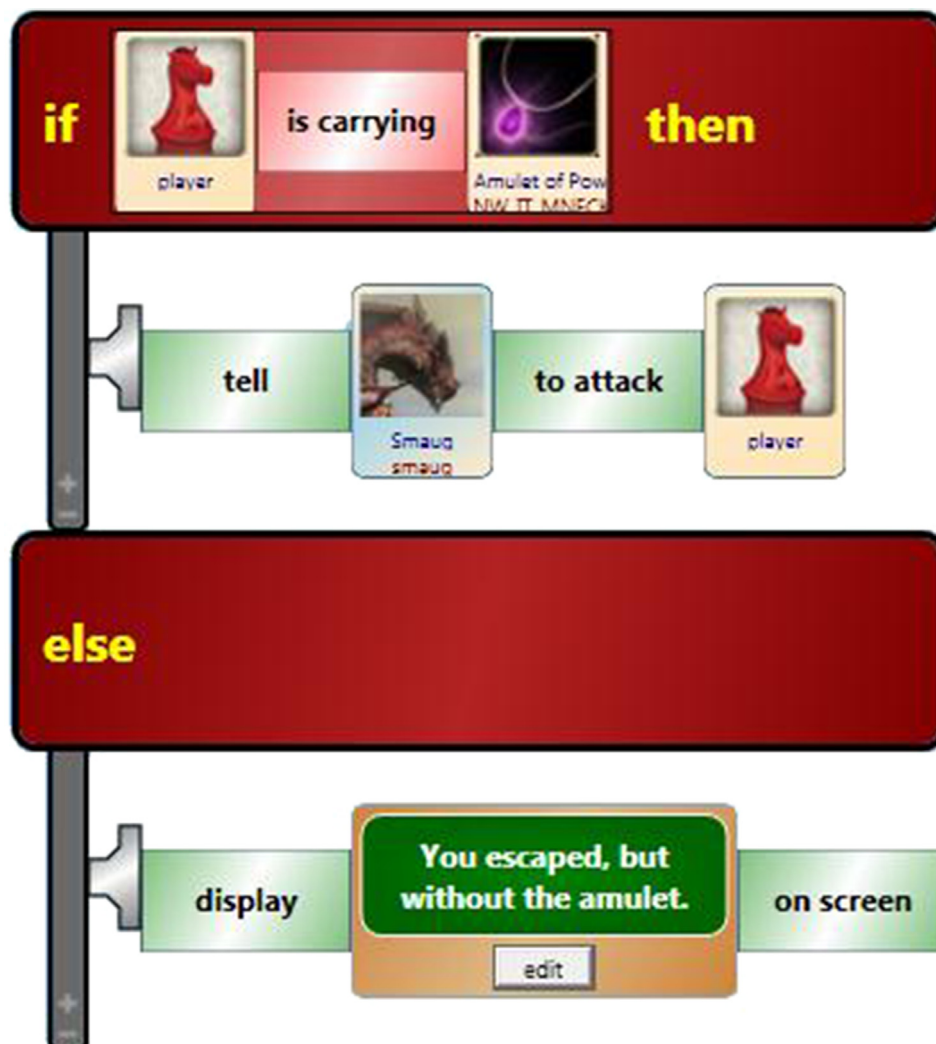 if
player
is carrying
Amulet of Pow
then
tell
Smaug
smaug
to attack
player
else
display
You escaped, but
without the amulet.
edit
on screen